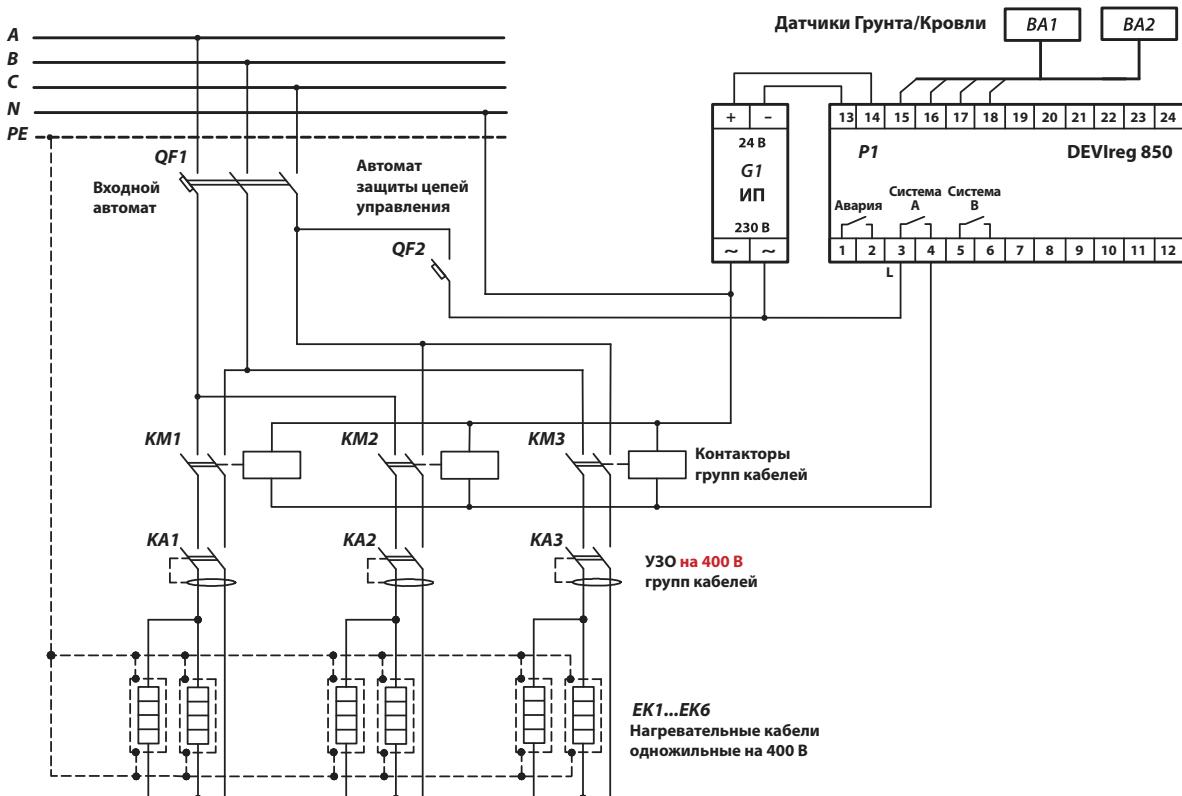 Датчики Грунта/Кровли
BA1
BA2
A
B
C
N
PE
+
–
24 В
G1
ИП
230 В
~
~
13
14
15
16
17
18
19
20
21
22
23
24
P1
DEVIreg 850
Авария
Система
A
Система
B
1
2
3
4
5
6
7
8
9
10
11
12
L
QF1
Входной
автомат
Автомат
защиты цепей
управления
QF2
KM1
KM2
KM3
Контакторы
групп кабелей
KA1
KA2
KA3
УЗО на 400 В
групп кабелей
EK1...EK6
Нагревательные кабели
одножильные на 400 В